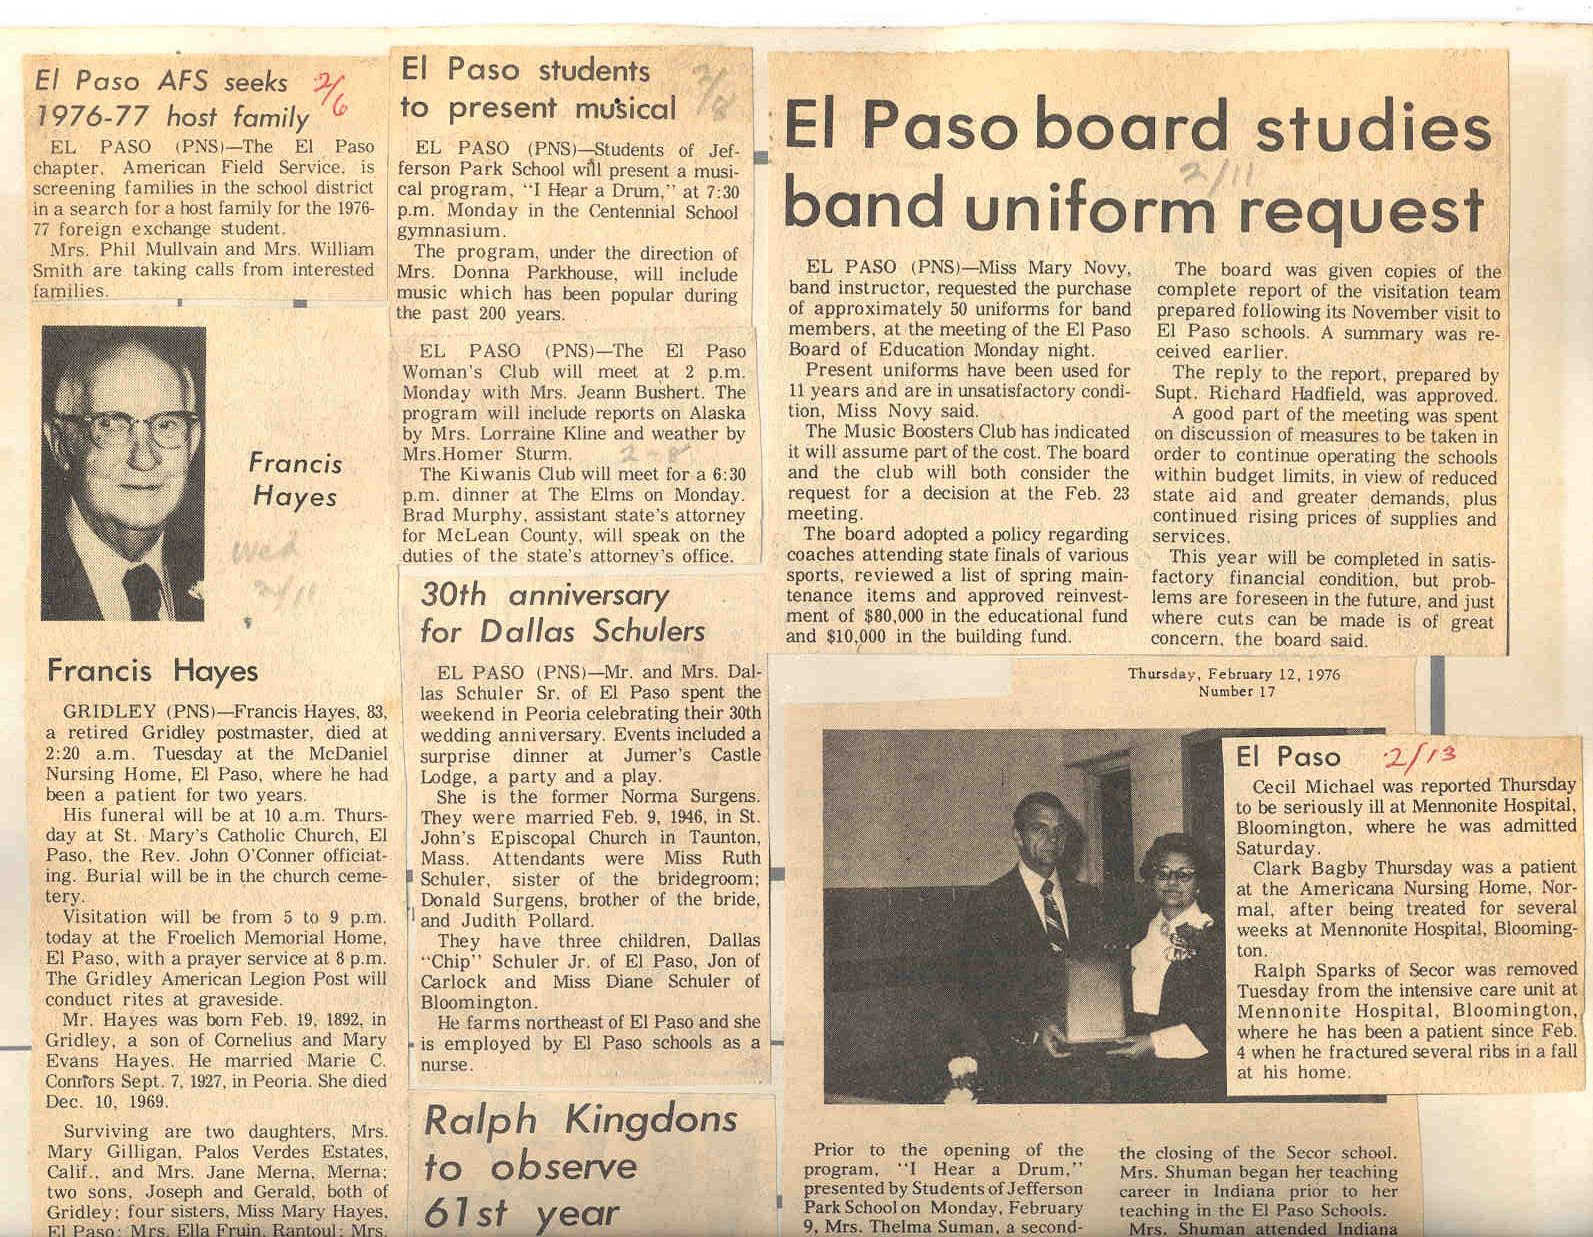 El Paso AFS seeks
1976-77 host family
2/6
EL PASO (PNS)—The El Paso
chapter, American Field Service, is
screening families in the school district
in a search for a host family for the 1976-
77 foreign exchange student.
Mrs. Phil Mullvain and Mrs. William
Smith are taking calls from interested
families.
Francis
Hayes
Wed
2/11
Francis Hayes
GRIDLEY (PNS)—Francis Hayes, 83,
a retired Gridley postmaster, died at
2:20 a.m. Tuesday at the McDaniel
Nursing Home, El Paso, where he had
been a patient for two years.
His funeral will be at 10 a.m. Thurs-
day at St. Mary's Catholic Church, El
Paso, the Rev. John O'Conner officiat-
ing. Burial will be in the church ceme-
tery.
Visitation will be from 5 to 9 p.m.
today at the Froelich Memorial Home,
El Paso, with a prayer service at 8 p.m.
The Gridley American Legion Post will
conduct rites at graveside.
Mr. Hayes was born Feb. 19, 1892, in
Gridley, a son of Cornelius and Mary
Evans Hayes. He married Marie C.
Connors Sept. 7, 1927, in Peoria. She died
Dec. 10, 1969.
Surviving are two daughters, Mrs.
Mary Gilligan, Palos Verdes Estates,
Calif., and Mrs. Jane Merna, Merna;
two sons, Joseph and Gerald, both of
Gridley; four sisters, Miss Mary Hayes,
El Paso; Mrs. Ella Fruin, Rantoul; Mrs.
El Paso students
to present musical
2/8
EL PASO (PNS)—Students of Jef-
ferson Park School will present a musi-
cal program, "I Hear a Drum," at 7:30
p.m. Monday in the Centennial School
gymnasium.
The program, under the direction of
Mrs. Donna Parkhouse, will include
music which has been popular during
the past 200 years.
EL PASO (PNS)—The El Paso
Woman's Club will meet at 2 p.m.
Monday with Mrs. Jeann Bushert. The
program will include reports on Alaska
by Mrs. Lorraine Kline and weather by
Mrs.Homer Sturm.
2-8
The Kiwanis Club will meet for a 6:30
p.m. dinner at The Elms on Monday.
Brad Murphy, assistant state's attorney
for McLean County, will speak on the
duties of the state's attorney's office.
30th anniversary
for Dallas Schulers
EL PASO (PNS)—Mr. and Mrs. Dal-
las Schuler Sr. of El Paso spent the
weekend in Peoria celebrating their 30th
wedding anniversary. Events included a
surprise dinner at Jumer's Castle
Lodge, a party and a play.
She is the former Norma Surgens.
They were married Feb. 9, 1946, in St.
John's Episcopal Church in Taunton,
Mass. Attendants were Miss Ruth
Schuler, sister of the bridegroom;
Donald Surgens, brother of the bride,
and Judith Pollard.
They have three children, Dallas
"Chip" Schuler Jr. of El Paso, Jon of
Carlock and Miss Diane Schuler of
Bloomington.
He farms northeast of El Paso and she
is employed by El Paso schools as a
nurse.
Ralph Kingdons
to observe
61st year
El Paso board studies
band uniform request
2/11
EL PASO (PNS)—Miss Mary Novy,
band instructor, requested the purchase
of approximately 50 uniforms for band
members, at the meeting of the El Paso
Board of Education Monday night.
Present uniforms have been used for
11 years and are in unsatisfactory condi-
tion, Miss Novy said.
The Music Boosters Club has indicated
it will assume part of the cost. The board
and the club will both consider the
request for a decision at the Feb. 23
meeting.
The board adopted a policy regarding
coaches attending state finals of various
sports, reviewed a list of spring main-
tenance items and approved reinvest-
ment of $80,000 in the educational fund
and $10,000 in the building fund.
The board was given copies of the
complete report of the visitation team
prepared following its November visit to
El Paso schools. A summary was re-
ceived earlier.
The reply to the report, prepared by
Supt. Richard Hadfield, was approved.
A good part of the meeting was spent
on discussion of measures to be taken in
order to continue operating the schools
within budget limits, in view of reduced
state aid and greater demands, plus
continued rising prices of supplies and
services.
This year will be completed in satis-
factory financial condition, but prob-
lems are foreseen in the future, and just
where cuts can be made is of great
concern, the board said.
Thursday, February 12, 1976
Number 17
El Paso
2/13
Cecil Michael was reported Thursday
to be seriously ill at Mennonite Hospital,
Bloomington, where he was admitted
Saturday.
Clark Bagby Thursday was a patient
at the Americana Nursing Home, Nor-
mal, after being treated for several
weeks at Mennonite Hospital, Blooming-
ton.
Ralph Sparks of Secor was removed
Tuesday from the intensive care unit at
Mennonite Hospital, Bloomington,
where he has been a patient since Feb.
4 when he fractured several ribs in a fall
at his home.
Prior to the opening of the
program, "I Hear a Drum,"
presented by Students of Jefferson
Park School on Monday, February
9, Mrs. Thelma Suman, a second-
the closing of the Secor school.
Mrs. Shuman began her teaching
career in Indiana prior to her
teaching in the El Paso Schools.
Mrs. Shuman attended Indiana